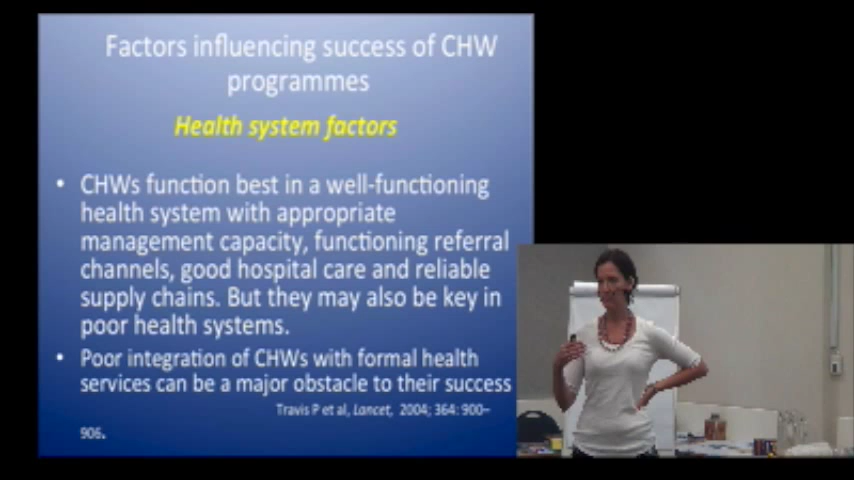 Factors influencing success of CHW
programmes
Health system factors
• CHWs function best in a well-functioning
health system with appropriate
management capacity, functioning referral
channels, good hospital care and reliable
supply chains. But they may also be key in
poor health systems.
• Poor integration of CHWs with formal health
services can be a major obstacle to their success
Travis P et al, Lancet, 2004; 364: 900–
906.